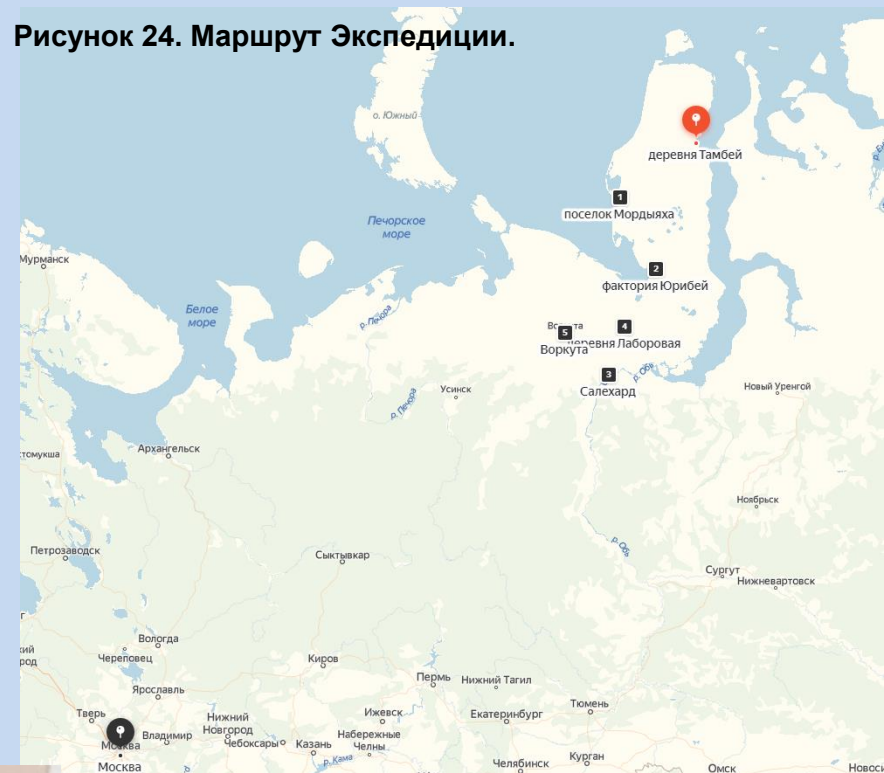 Рисунок 24. Маршрут Экспедиции.
о. Южный
деревня Тамбей
1
поселок Мордыяха
Печорское
море
2
фактория Юрибей
Мурманск
Белое
море
р. Печора
5
Воркута
4
деревня Лаборовая
3
Салехард
р. Обь
Усинск
р. Печора
Новый Уренгой
Архангельск
Ноябрьск
р. Обь
Петрозаводск
Сыктывкар
Сургут
Нижневартовск
Вологда
Череповец
Киров
Пермь
Нижний Тагил
Ярославль
Тюмень
Тверь
Нижний
Новгород
Ижевск
Екатеринбург
Владимир
Чебоксары
Казань
Набережные
Челны
р. Кама
Москва
Москва
Челябинск
Курган
Омск